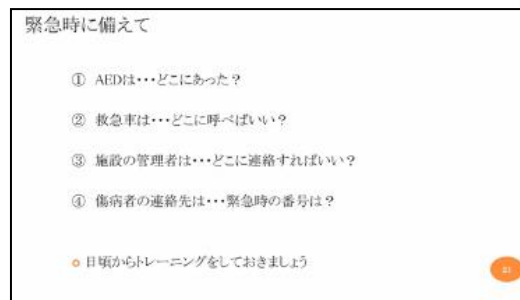 緊急時に備えて
① AEDは・・・どこにあった？
② 救急車は・・・どこに呼べばいい？
③ 施設の管理者は・・・どこに連絡すればいい？
④ 傷病者の連絡先は・・・緊急時の番号は？
日頃からトレーニングをしておきましょう